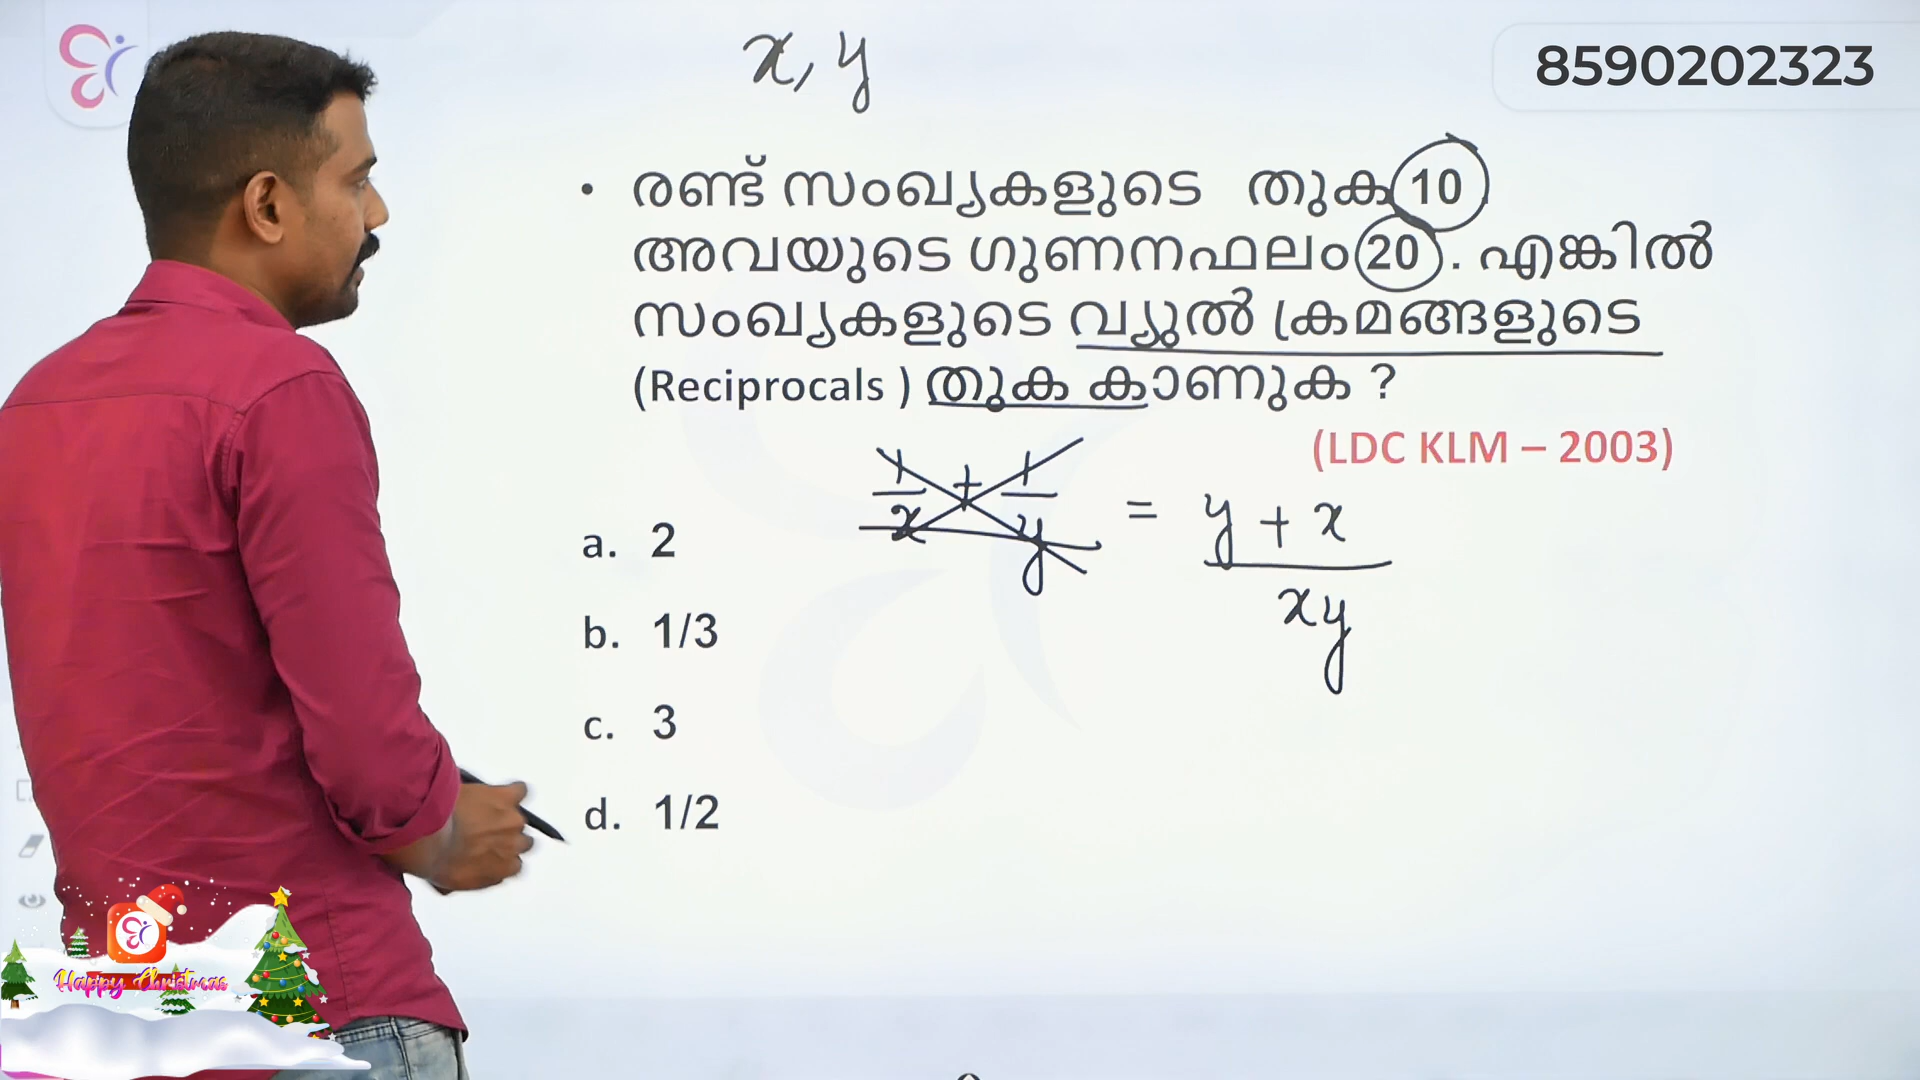 x, y
8590202323
• രണ്ട് സംഖ്യകളുടെ തുക 10
അവയുടെ ഗുണനഫലം 20 . എങ്കിൽ
സംഖ്യകളുടെ വ്യുൽ ക്രമങ്ങളുടെ
(Reciprocals ) തുക കാണുക ?
(LDC KLM – 2003)
1/x + 1/y = y + x / xy
a. 2
b. 1/3
c. 3
d. 1/2
Happy Christmas